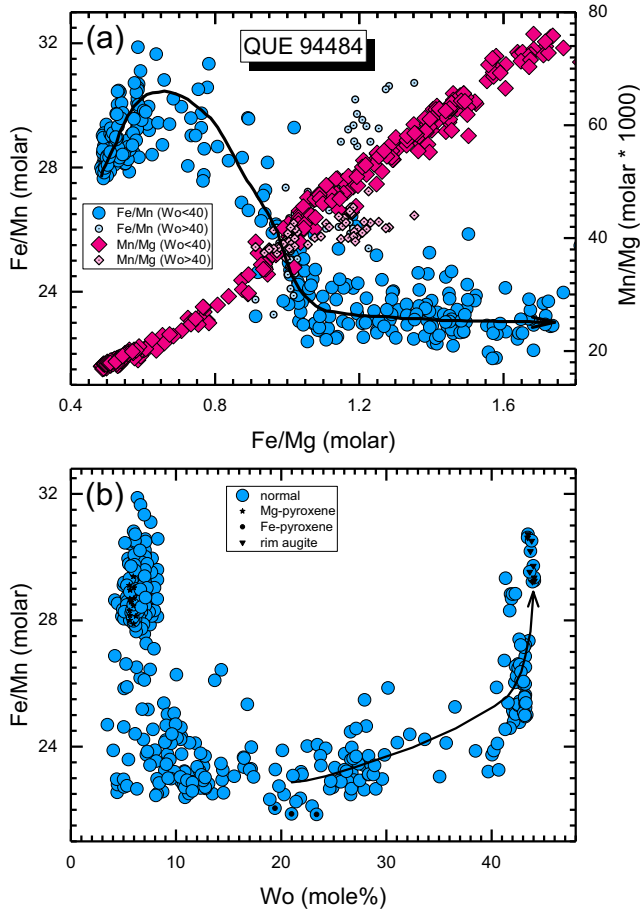 (a)
QUE 94484
Fe/Mn (molar)
32
28
24
20
Mn/Mg (molar * 1000)
80
60
40
20
Fe/Mn (Wo<40)
Fe/Mn (Wo>40)
Mn/Mg (Wo<40)
Mn/Mg (Wo>40)
0.4 0.8 1.2 1.6
Fe/Mg (molar)
(b)
normal
Mg-pyroxene
Fe-pyroxene
rim augite
Fe/Mn (molar)
32
28
24
0 10 20 30 40
Wo (mole%)